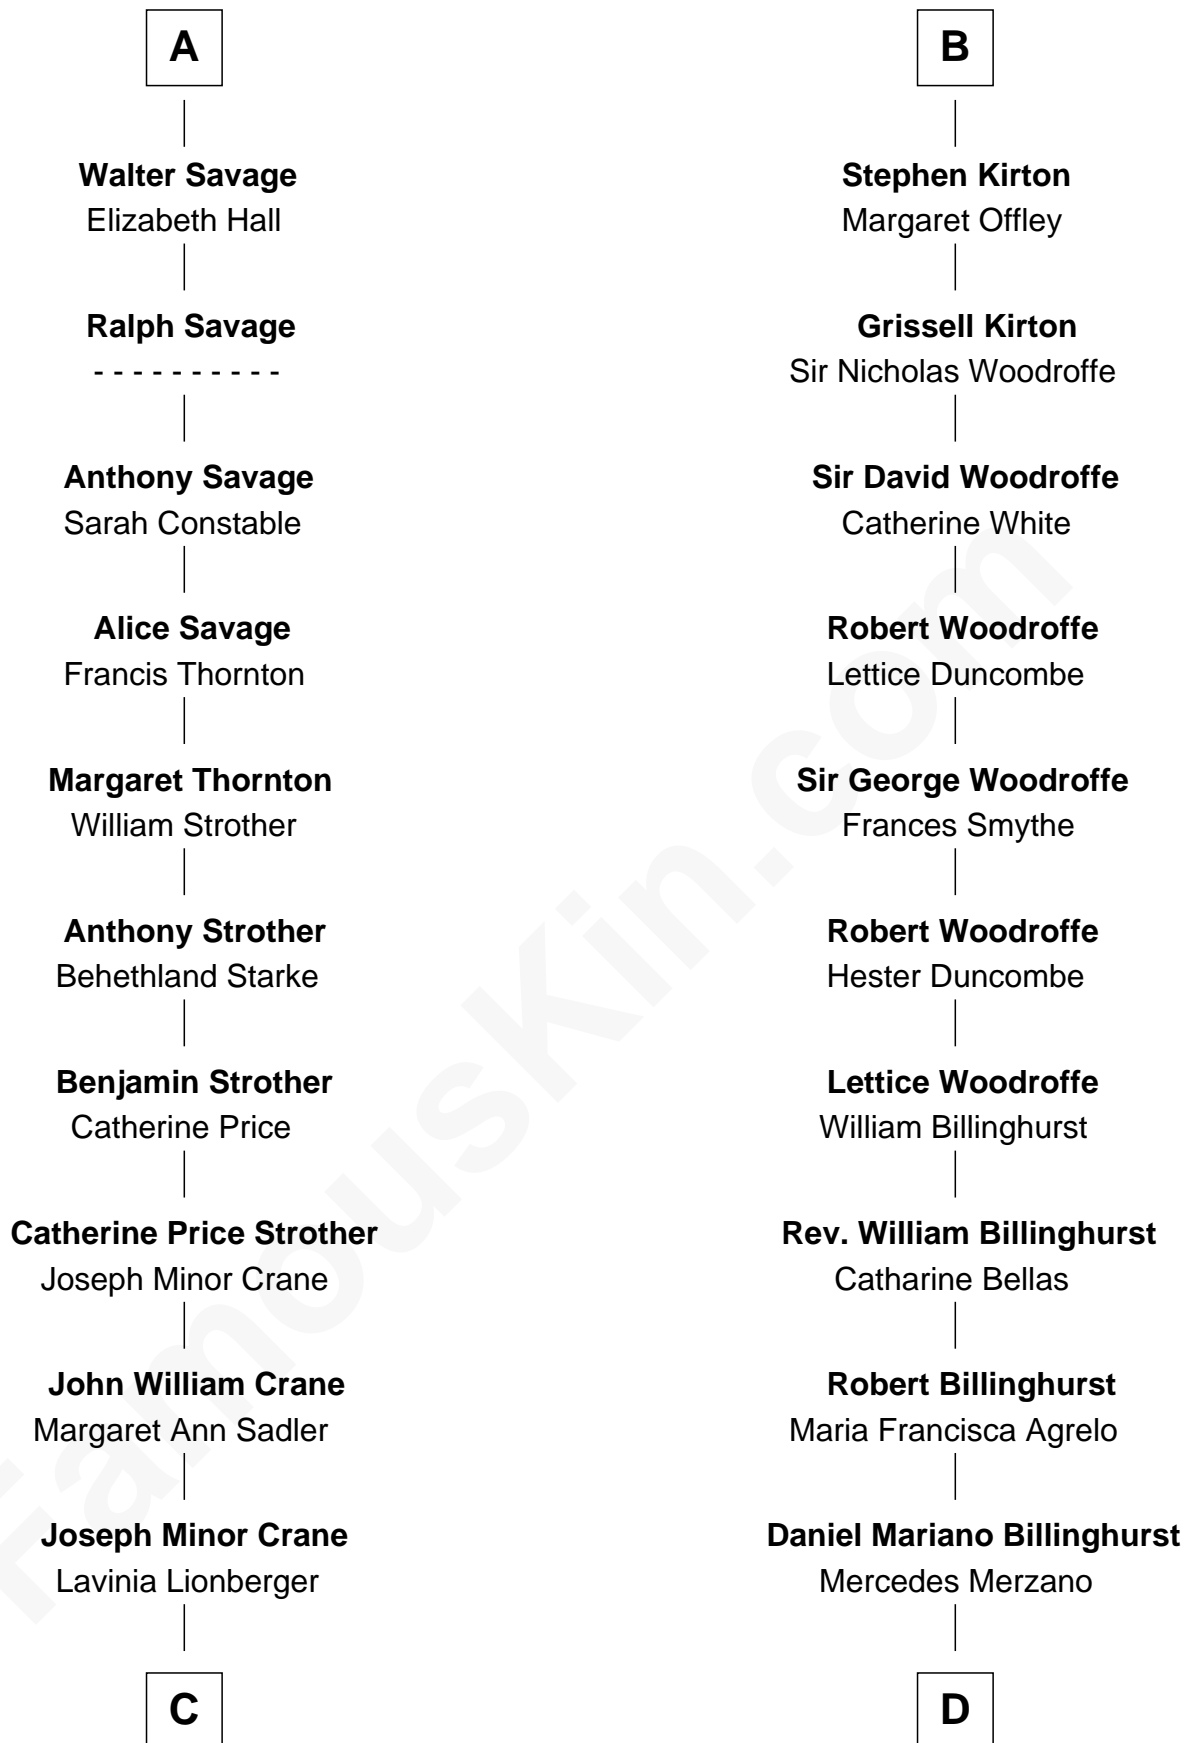 A
Walter Savage
Elizabeth Hall
Ralph Savage
- - - - - - - - - -
Anthony Savage
Sarah Constable
Alice Savage
Francis Thornton
Margaret Thornton
William Strother
Anthony Strother
Behethland Starke
Benjamin Strother
Catherine Price
Catherine Price Strother
Joseph Minor Crane
John William Crane
Margaret Ann Sadler
Joseph Minor Crane
Lavinia Lionberger
C
B
Stephen Kirton
Margaret Offley
Grissell Kirton
Sir Nicholas Woodroffe
Sir David Woodroffe
Catherine White
Robert Woodroffe
Lettice Duncombe
Sir George Woodroffe
Frances Smythe
Robert Woodroffe
Hester Duncombe
Lettice Woodroffe
William Billinghurst
Rev. William Billinghurst
Catharine Bellas
Robert Billinghurst
Maria Francisca Agrelo
Daniel Mariano Billinghurst
Mercedes Merzano
D
FamousKin.com